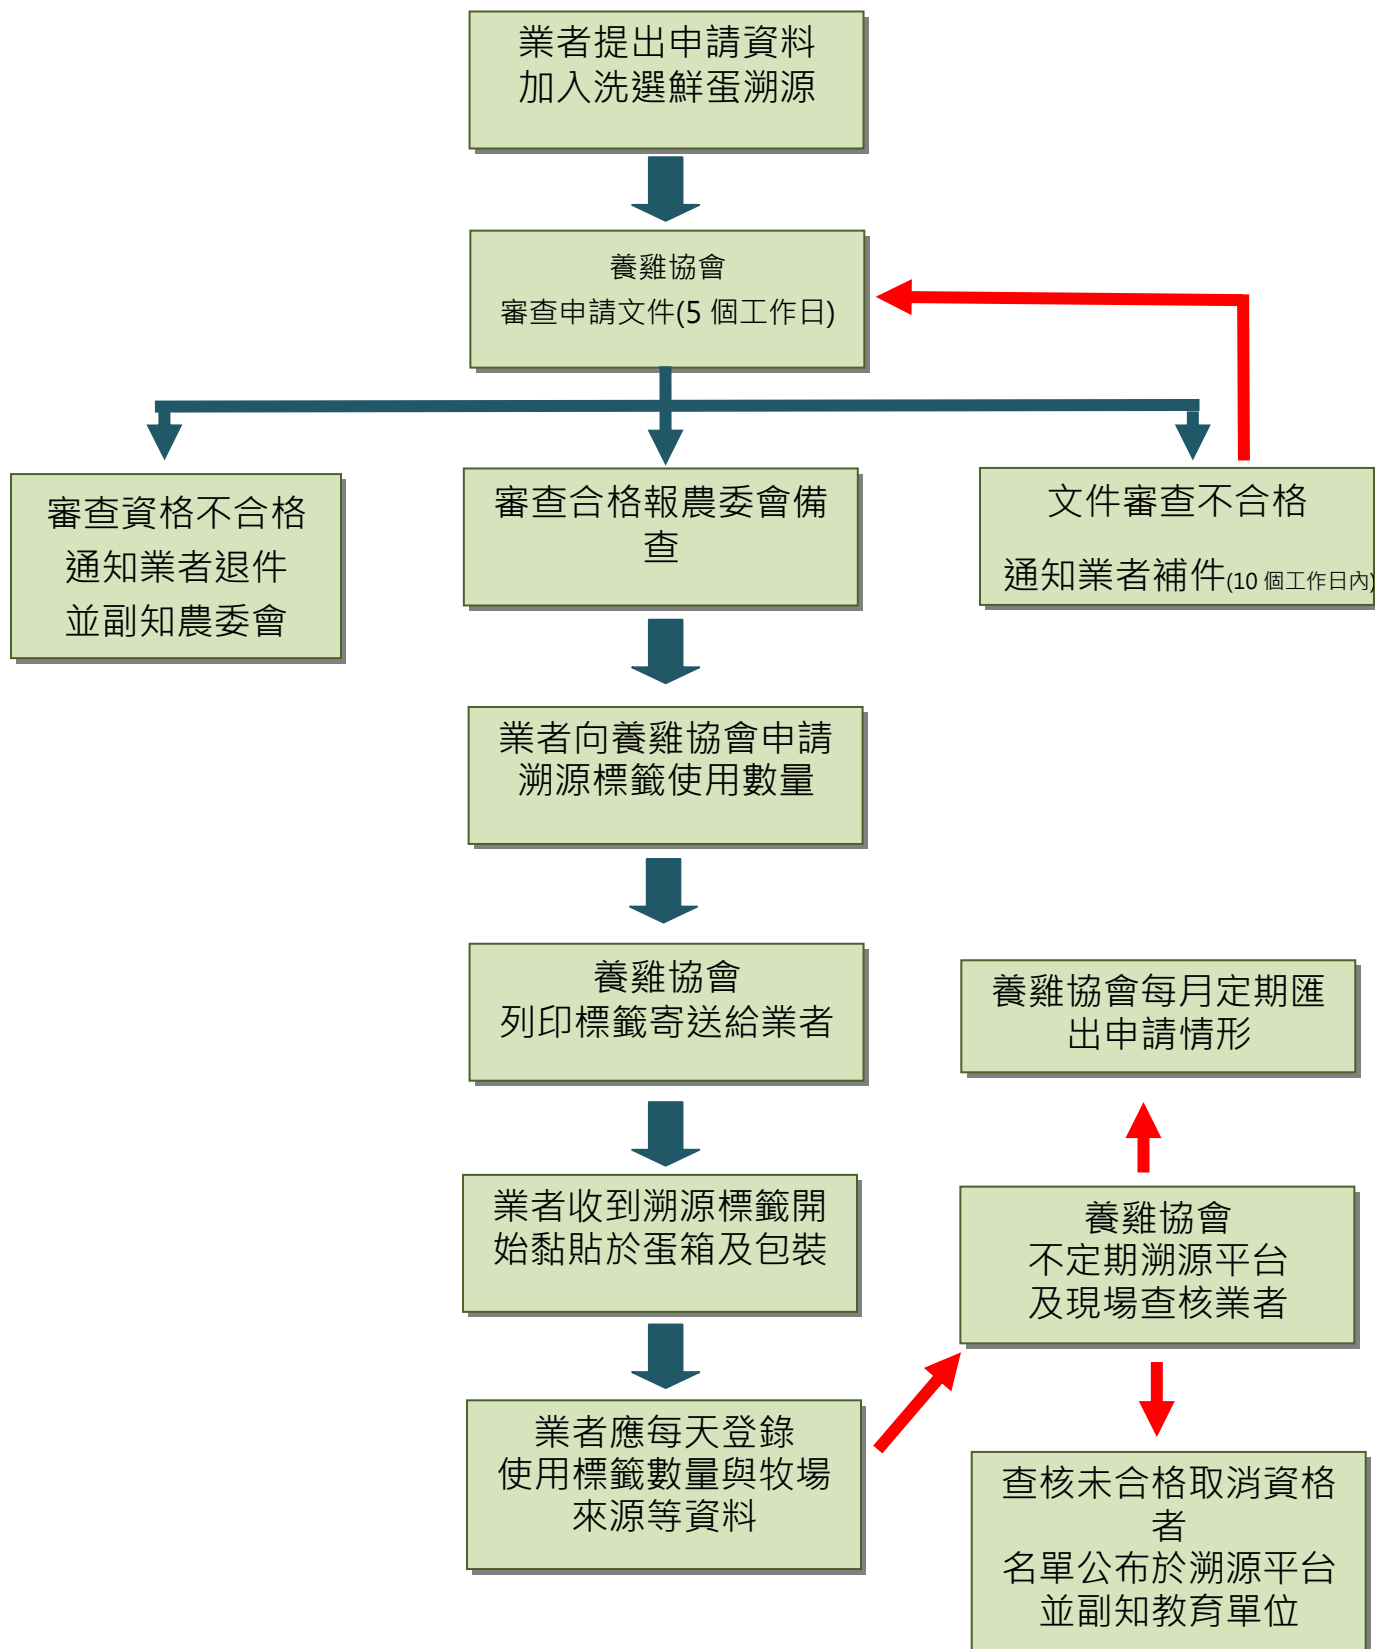 業者提出申請資料
加入洗選鮮蛋溯源
養雞協會
審查申請文件(5 個工作日)
審查資格不合格
通知業者退件
並副知農委會
審查合格報農委會備
查
文件審查不合格
通知業者補件(10 個工作日內)
業者向養雞協會申請
溯源標籤使用數量
養雞協會
列印標籤寄送給業者
養雞協會每月定期匯
出申請情形
業者收到溯源標籤開
始黏貼於蛋箱及包裝
養雞協會
不定期溯源平台
及現場查核業者
業者應每天登錄
使用標籤數量與牧場
來源等資料
查核未合格取消資格
者
名單公布於溯源平台
並副知教育單位